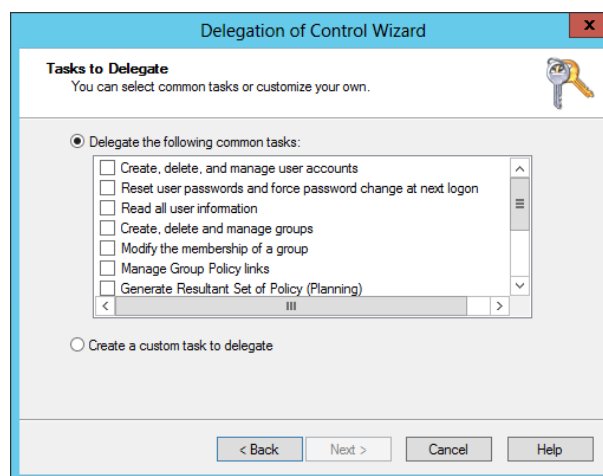 Delegation of Control Wizard
x
Tasks to Delegate
You can select common tasks or customize your own.
Delegate the following common tasks:
Create, delete, and manage user accounts
Reset user passwords and force password change at next logon
Read all user information
Create, delete and manage groups
Modify the membership of a group
Manage Group Policy links
Generate Resultant Set of Policy (Planning)
Create a custom task to delegate
< Back
Next >
Cancel
Help